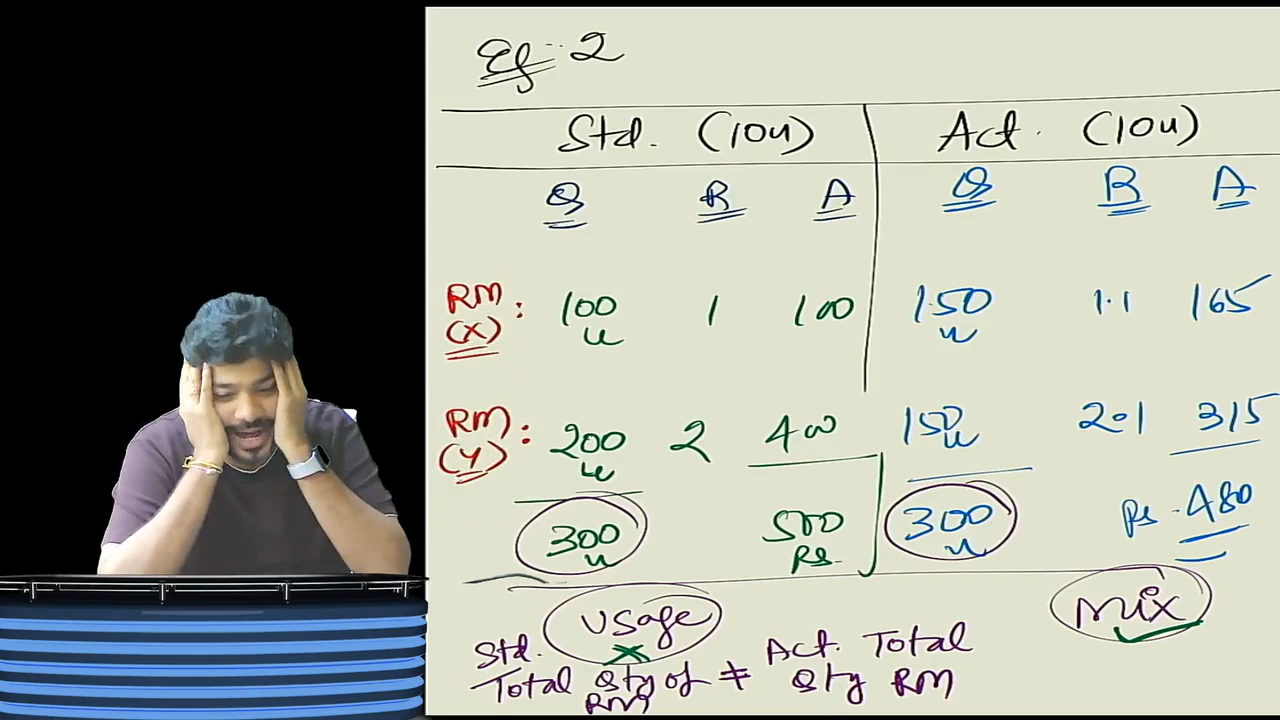 Eg :- 2
Std. (10u) Act. (10u)
Q R A Q R A
RM (X) : 100 u 1 100 150 u 1.1 165
RM (Y) : 200 u 2 400 150 u 2.1 315
300 u 500 Rs. 300 u Rs. 480
Usage Mix
Std. Total Qty of RM ≠ Act. Total Qty RM